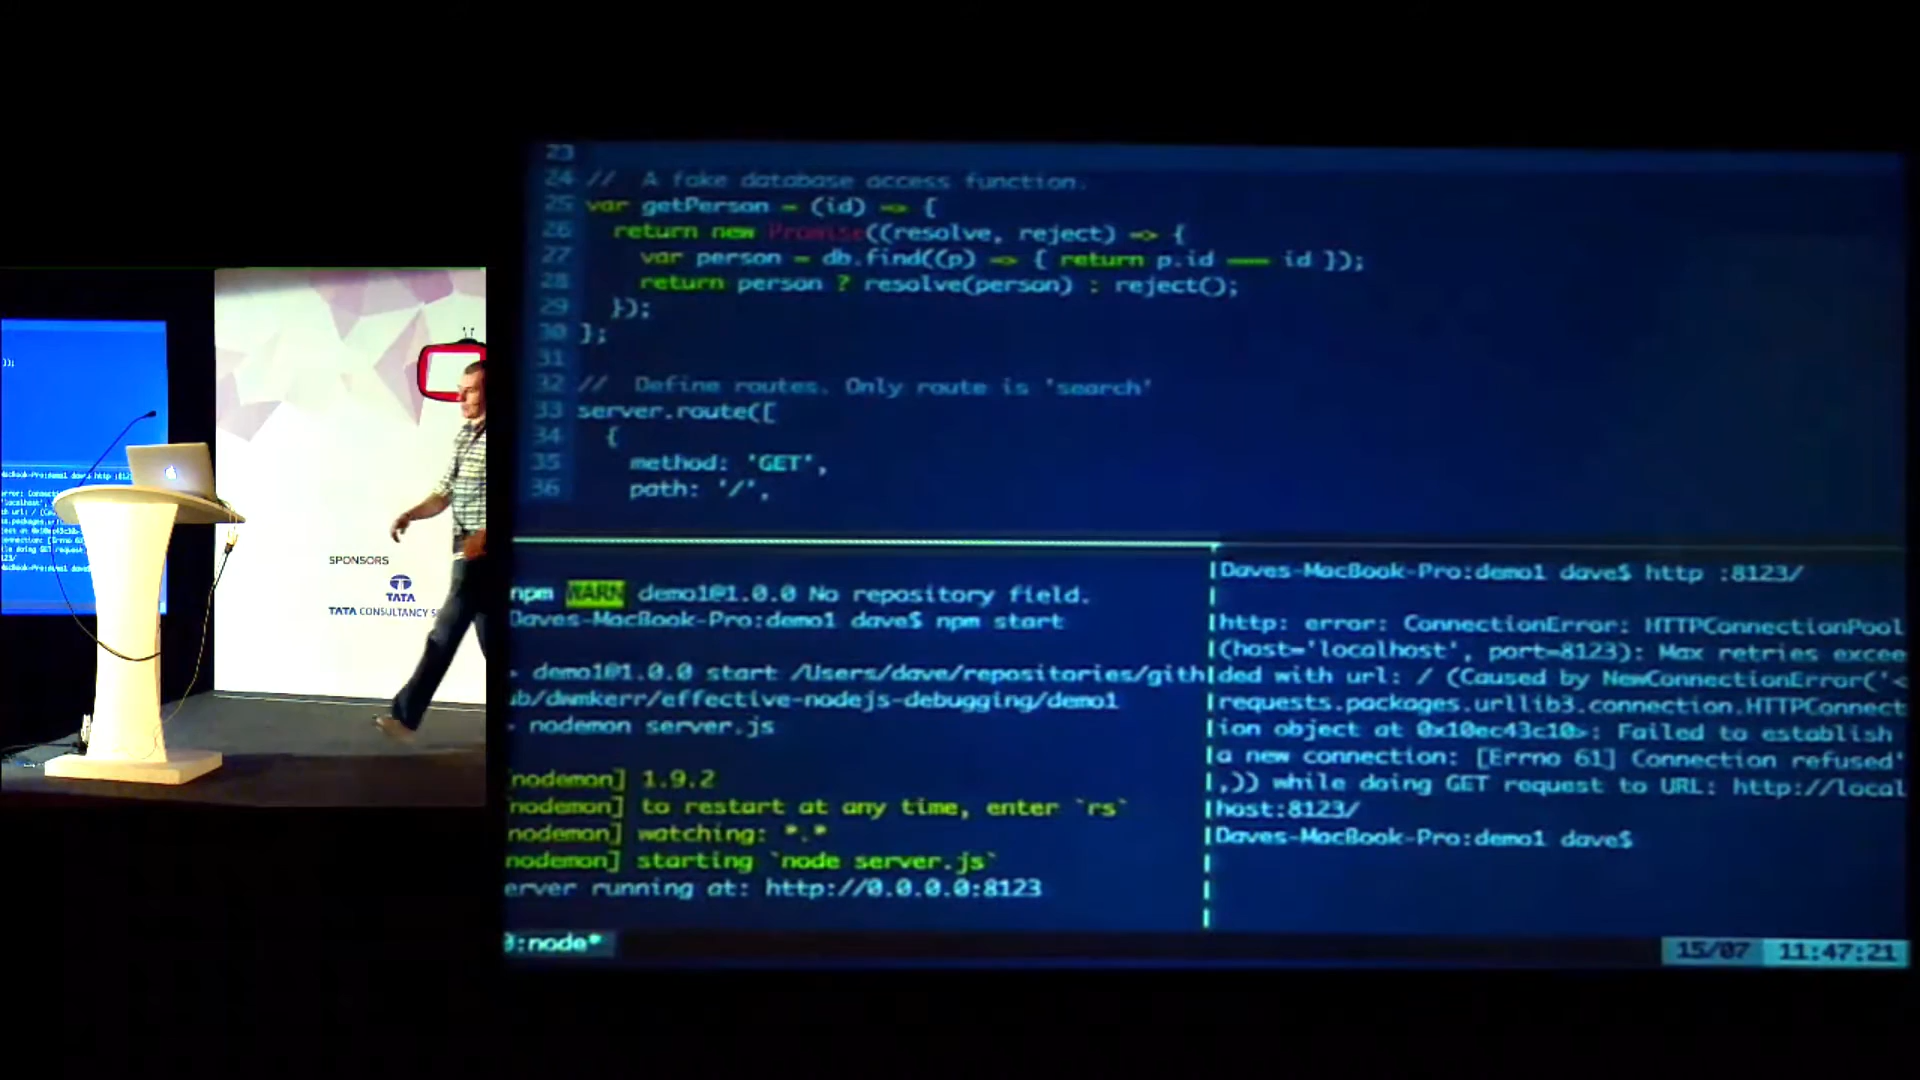 23
24 // A fake database access function.
25 var getPerson = (id) => {
26 return new Promise((resolve, reject) => {
27 var person = db.find((p) => { return p.id === id });
28 return person ? resolve(person) : reject();
29 });
30 };
31
32 // Define routes. Only route is 'search'
33 server.route([
34 {
35 method: 'GET',
36 path: '/',
npm WARN demo1@1.0.0 No repository field.
Daves-MacBook-Pro:demo1 dave$ npm start
> demo1@1.0.0 start /Users/dave/repositories/gith
ub/dwmkerr/effective-nodejs-debugging/demo1
> nodemon server.js
[nodemon] 1.9.2
[nodemon] to restart at any time, enter `rs`
[nodemon] watching: *.*
[nodemon] starting `node server.js`
erver running at: http://0.0.0.0:8123
Daves-MacBook-Pro:demo1 dave$ http :8123/
http: error: ConnectionError: HTTPConnectionPool
(host='localhost', port=8123): Max retries excee
ded with url: / (Caused by NewConnectionError('<
requests.packages.urllib3.connection.HTTPConnect
ion object at 0x10ec43c10>: Failed to establish
a new connection: [Errno 61] Connection refused'
,)) while doing GET request to URL: http://local
host:8123/
Daves-MacBook-Pro:demo1 dave$
0:node*
15/07 11:47:21
SPONSORS
TATA
TATA CONSULTANCY S